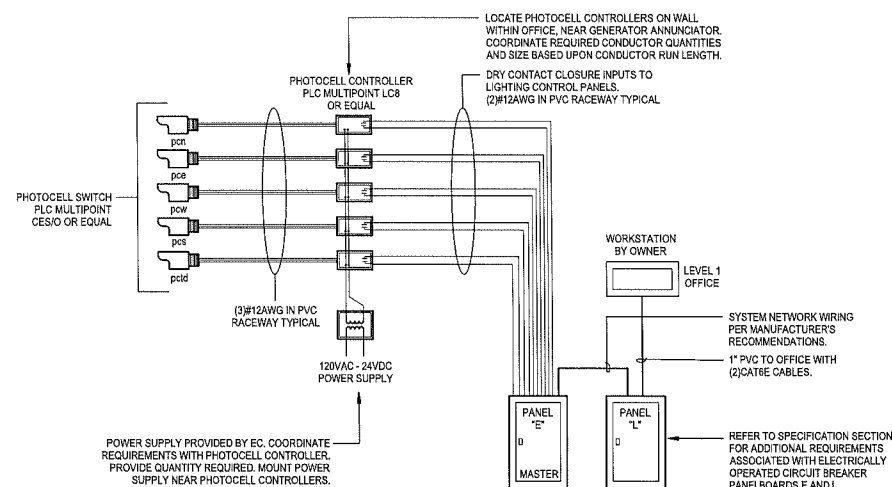 LOCATE PHOTOCELL CONTROLLERS ON WALL
WITHIN OFFICE, NEAR GENERATOR ANNUNCIATOR.
COORDINATE REQUIRED CONDUCTOR QUANTITIES
AND SIZE BASED UPON CONDUCTOR RUN LENGTH.
PHOTOCELL CONTROLLER
PLC MULTIPOINT LC8
OR EQUAL
DRY CONTACT CLOSURE INPUTS TO
LIGHTING CONTROL PANELS.
(2)#12AWG IN PVC RACEWAY TYPICAL
pcn
pce
pcw
pcs
pctd
PHOTOCELL SWITCH
PLC MULTIPOINT
CES/O OR EQUAL
(3)#12AWG IN PVC
RACEWAY TYPICAL
WORKSTATION
BY OWNER
LEVEL 1
OFFICE
SYSTEM NETWORK WIRING
PER MANUFACTURER'S
RECOMMENDATIONS.
1" PVC TO OFFICE WITH
(2)CAT6E CABLES.
120VAC - 24VDC
POWER SUPPLY
PANEL
"E"
MASTER
PANEL
"L"
POWER SUPPLY PROVIDED BY EC. COORDINATE
REQUIREMENTS WITH PHOTOCELL CONTROLLER.
PROVIDE QUANTITY REQUIRED. MOUNT POWER
SUPPLY NEAR PHOTOCELL CONTROLLERS.
REFER TO SPECIFICATION SECTION
FOR ADDITIONAL REQUIREMENTS
ASSOCIATED WITH ELECTRICALLY
OPERATED CIRCUIT BREAKER
PANELBOARDS E AND L